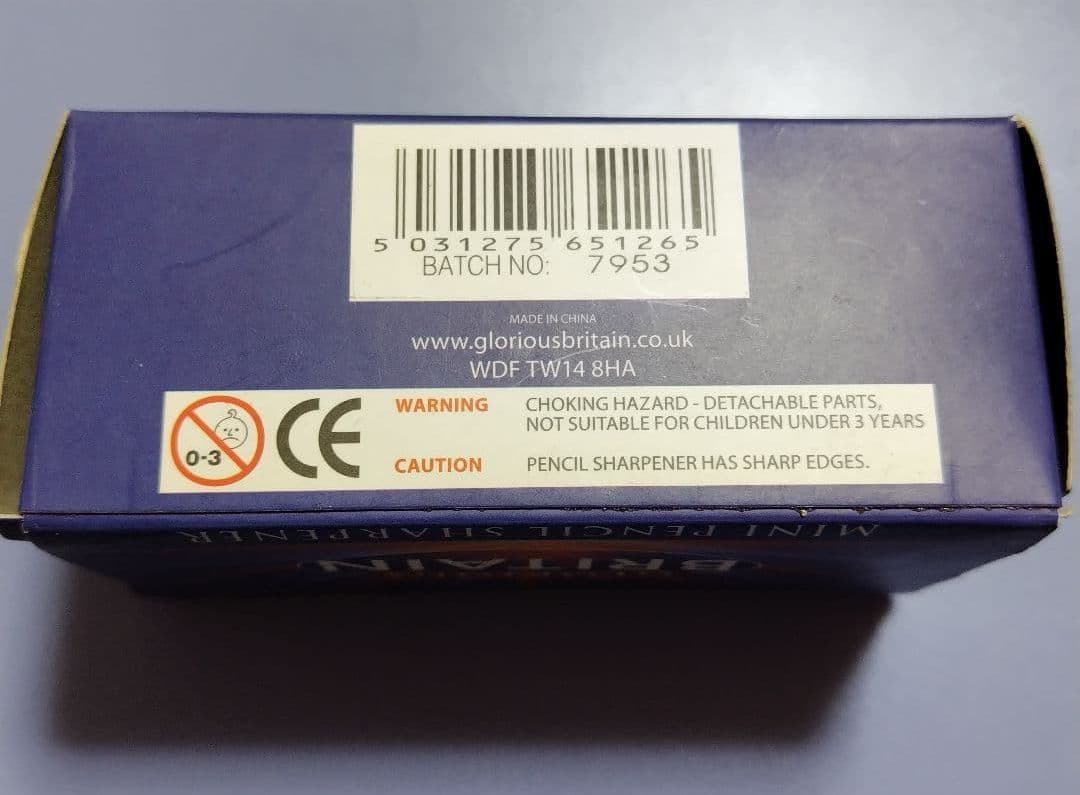 5 031275 651265
BATCH NO: 7953
MADE IN CHINA
www.gloriousbritain.co.uk
WDF TW14 8HA
0-3
CE
WARNING CHOKING HAZARD - DETACHABLE PARTS,
NOT SUITABLE FOR CHILDREN UNDER 3 YEARS
CAUTION PENCIL SHARPENER HAS SHARP EDGES.
MINI PENCIL SHARPENER
BRITAIN